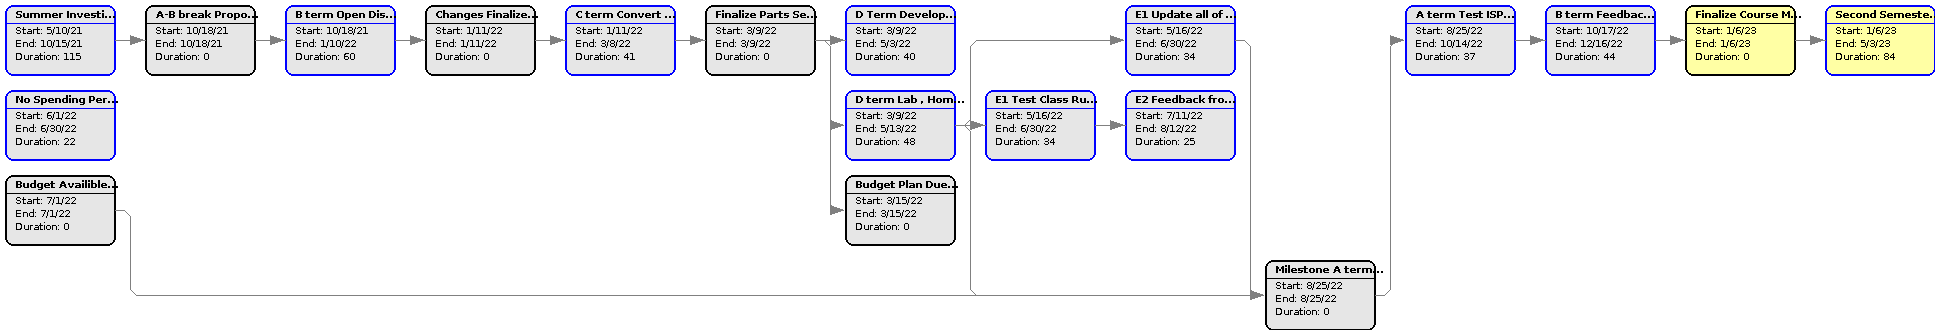 Summer Investi...
Start: 5/10/21
End: 10/15/21
Duration: 115
A-B break Propo...
Start: 10/18/21
End: 10/18/21
Duration: 0
B term Open Dis...
Start: 10/18/21
End: 1/10/22
Duration: 60
Changes Finalize...
Start: 1/11/22
End: 1/11/22
Duration: 0
C term Convert ...
Start: 1/11/22
End: 3/8/22
Duration: 41
Finalize Parts Se...
Start: 3/9/22
End: 3/9/22
Duration: 0
D Term Develop...
Start: 3/9/22
End: 5/3/22
Duration: 40
E1 Update all of ...
Start: 5/16/22
End: 6/30/22
Duration: 34
A term Test ISP...
Start: 8/25/22
End: 10/14/22
Duration: 37
B term Feedbac...
Start: 10/17/22
End: 12/16/22
Duration: 44
Finalize Course M...
Start: 1/6/23
End: 1/6/23
Duration: 0
Second Semeste...
Start: 1/6/23
End: 5/3/23
Duration: 84
No Spending Per...
Start: 6/1/22
End: 6/30/22
Duration: 22
D term Lab , Hom...
Start: 3/9/22
End: 5/13/22
Duration: 48
E1 Test Class Ru...
Start: 5/16/22
End: 6/30/22
Duration: 34
E2 Feedback fro...
Start: 7/11/22
End: 8/12/22
Duration: 25
Budget Availible...
Start: 7/1/22
End: 7/1/22
Duration: 0
Budget Plan Due...
Start: 3/15/22
End: 3/15/22
Duration: 0
Milestone A term...
Start: 8/25/22
End: 8/25/22
Duration: 0